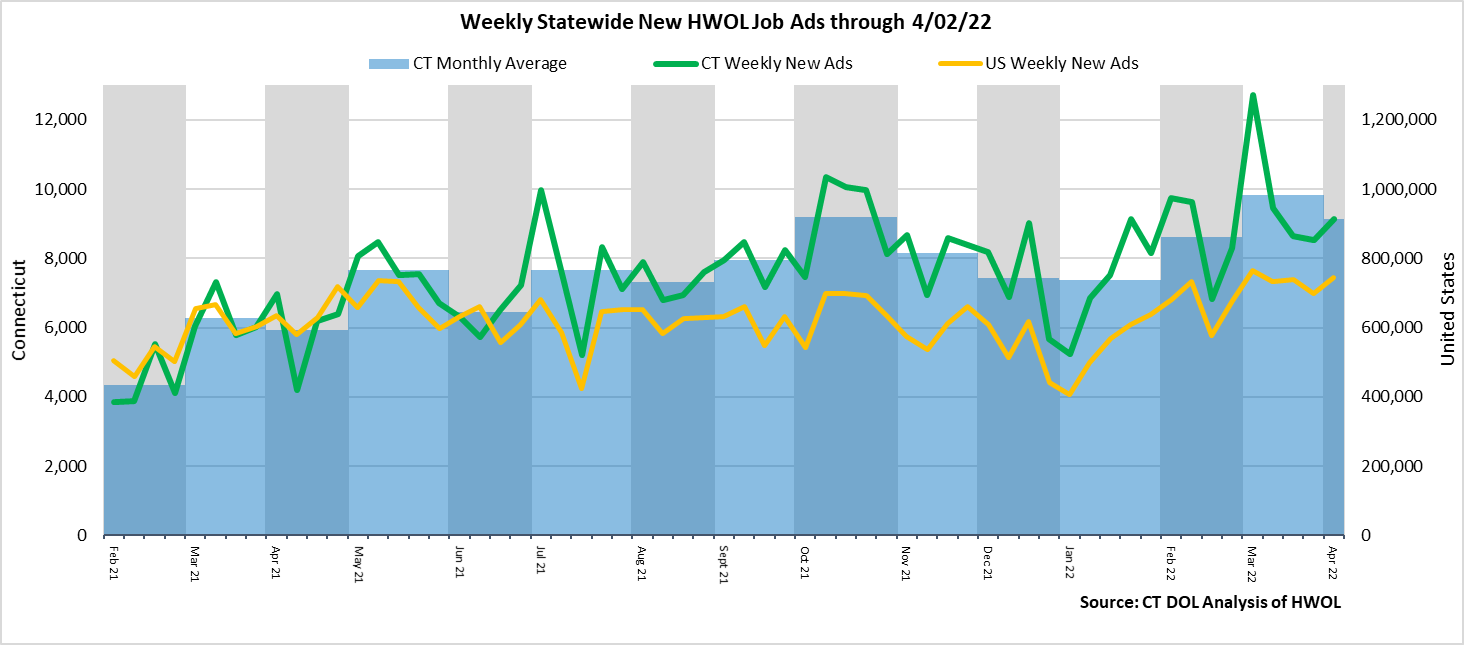 Weekly Statewide New HWOL Job Ads through 4/02/22
CT Monthly Average
CT Weekly New Ads
US Weekly New Ads
Connecticut
12,000
10,000
8,000
6,000
4,000
2,000
0
1,200,000
1,000,000
800,000
600,000
400,000
200,000
0
United States
Feb 21
Mar 21
Apr 21
May 21
Jun 21
Jul 21
Aug 21
Sept 21
Oct 21
Nov 21
Dec 21
Jan 22
Feb 22
Mar 22
Apr 22
Source: CT DOL Analysis of HWOL